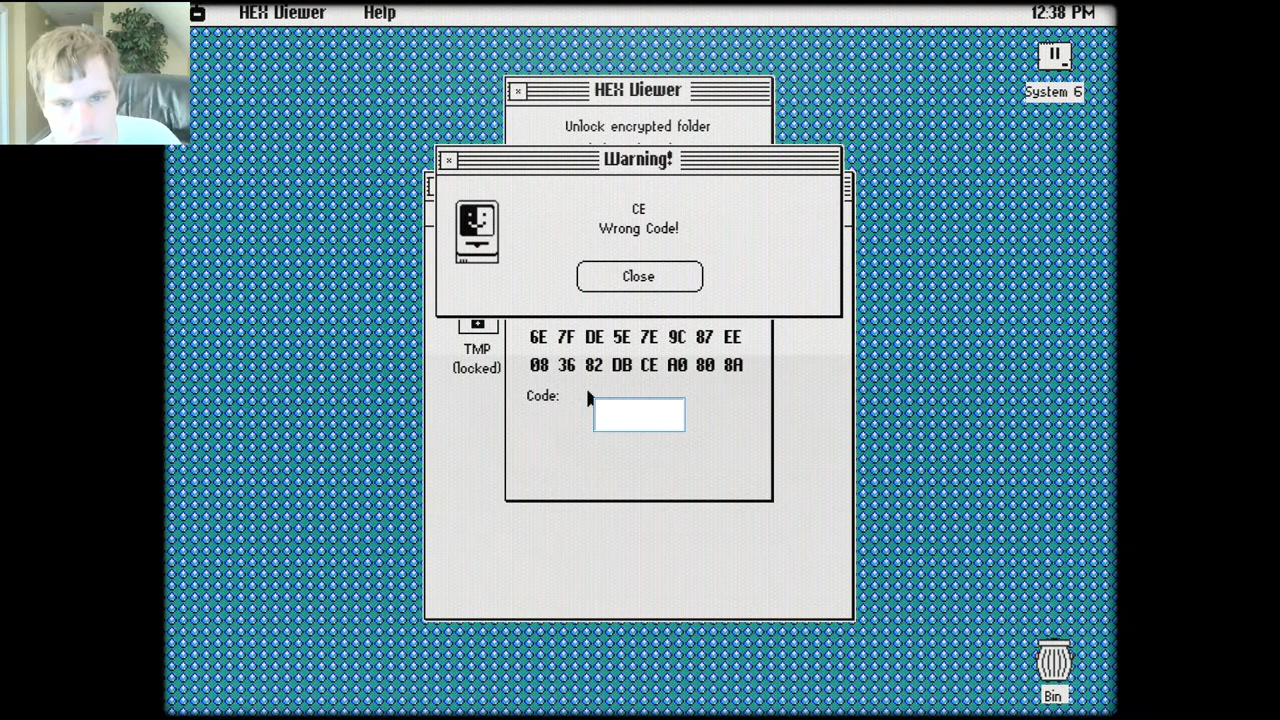 HEX Viewer Help 12:38 PM
System 6
HEX Viewer
Unlock encrypted folder
Warning!
CE
Wrong Code!
Close
TMP
(locked)
6E 7F DE 5E 7E 9C 87 EE
08 36 82 DB CE A0 80 8A
Code:
Bin